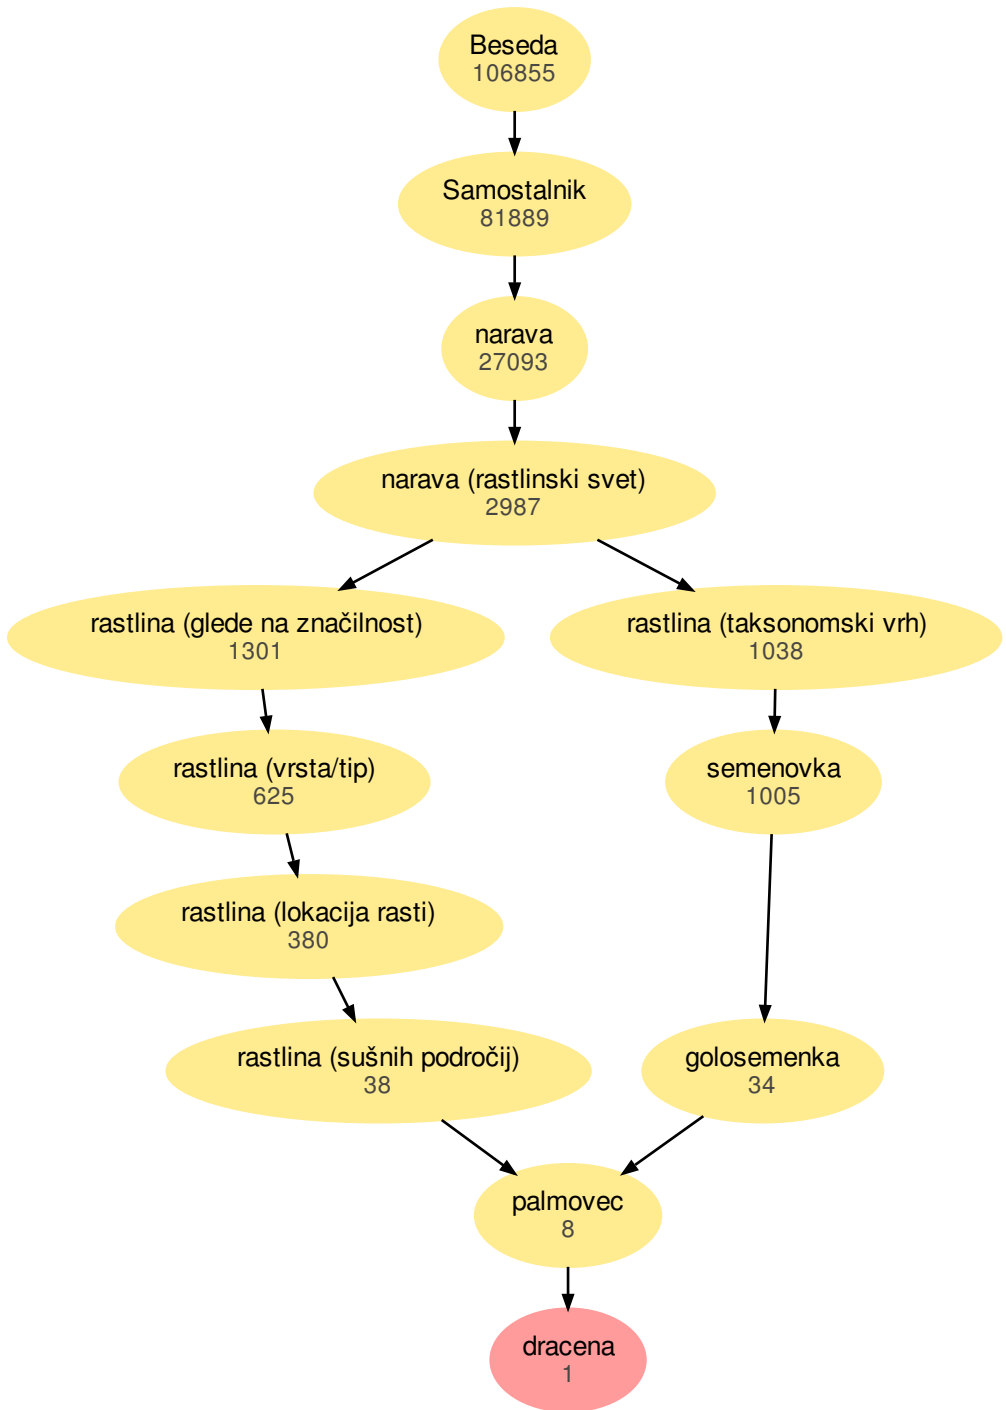 Beseda
106855
Samostalnik
81889
narava
27093
narava (rastlinski svet)
2987
rastlina (glede na značilnost)
1301
rastlina (taksonomski vrh)
1038
rastlina (vrsta/tip)
625
semenovka
1005
rastlina (lokacija rasti)
380
rastlina (sušnih področij)
38
golosemenka
34
palmovec
8
dracena
1